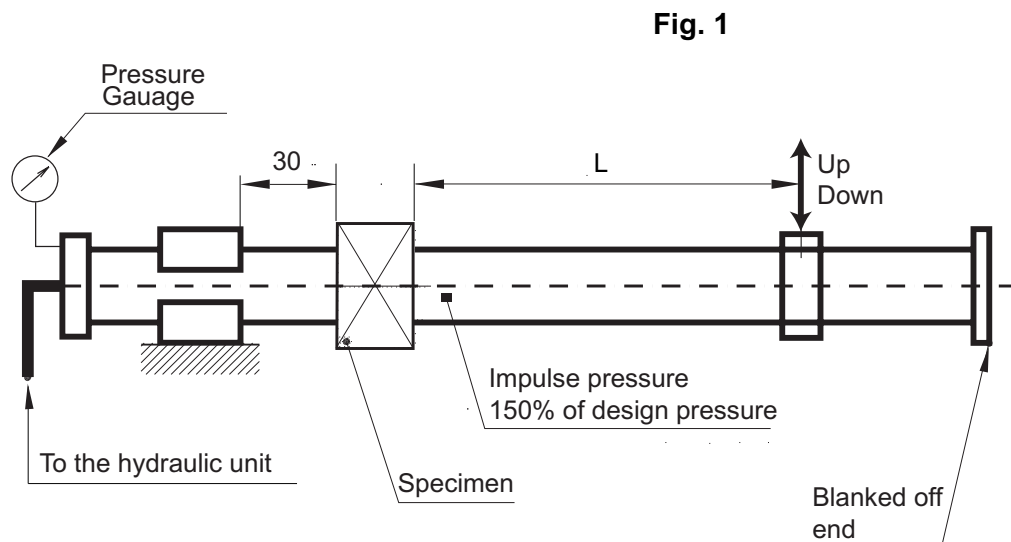 Fig. 1
Pressure
Gauage
30
L
Up
Down
Impulse pressure
150% of design pressure
To the hydraulic unit
Specimen
Blanked off
end